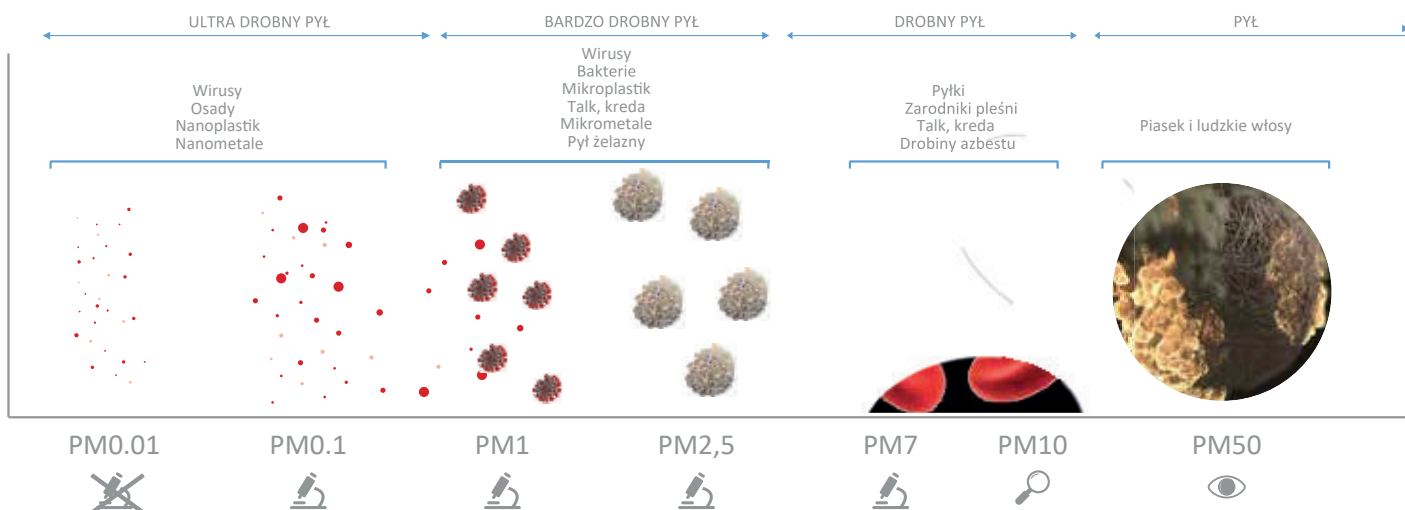 ULTRA DROBNY PYŁ
BARDZO DROBNY PYŁ
DROBNY PYŁ
PYŁ
Wirusy
Osady
Nanoplastik
Nanometale
Wirusy
Bakterie
Mikroplastik
Talk, kreda
Mikrometale
Pył żelazny
Pyłki
Zarodniki pleśni
Talk, kreda
Drobiny azbestu
Piasek i ludzkie włosy
PM0.01
PM0.1
PM1
PM2,5
PM7
PM10
PM50